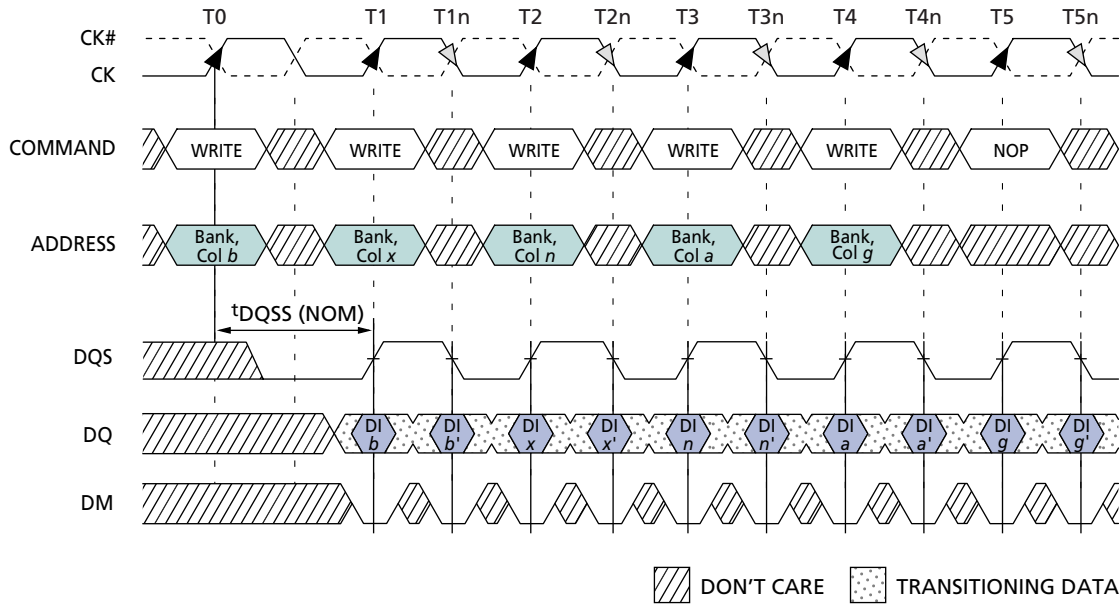 T0 T1 T1n T2 T2n T3 T3n T4 T4n T5 T5n
CK#
CK
COMMAND WRITE WRITE WRITE WRITE WRITE NOP
ADDRESS Bank, Col b Bank, Col x Bank, Col n Bank, Col a Bank, Col g
tDQSS (NOM)
DQS
DQ DI b DI b' DI x DI x' DI n DI n' DI a DI a' DI g DI g'
DM
DON'T CARE TRANSITIONING DATA